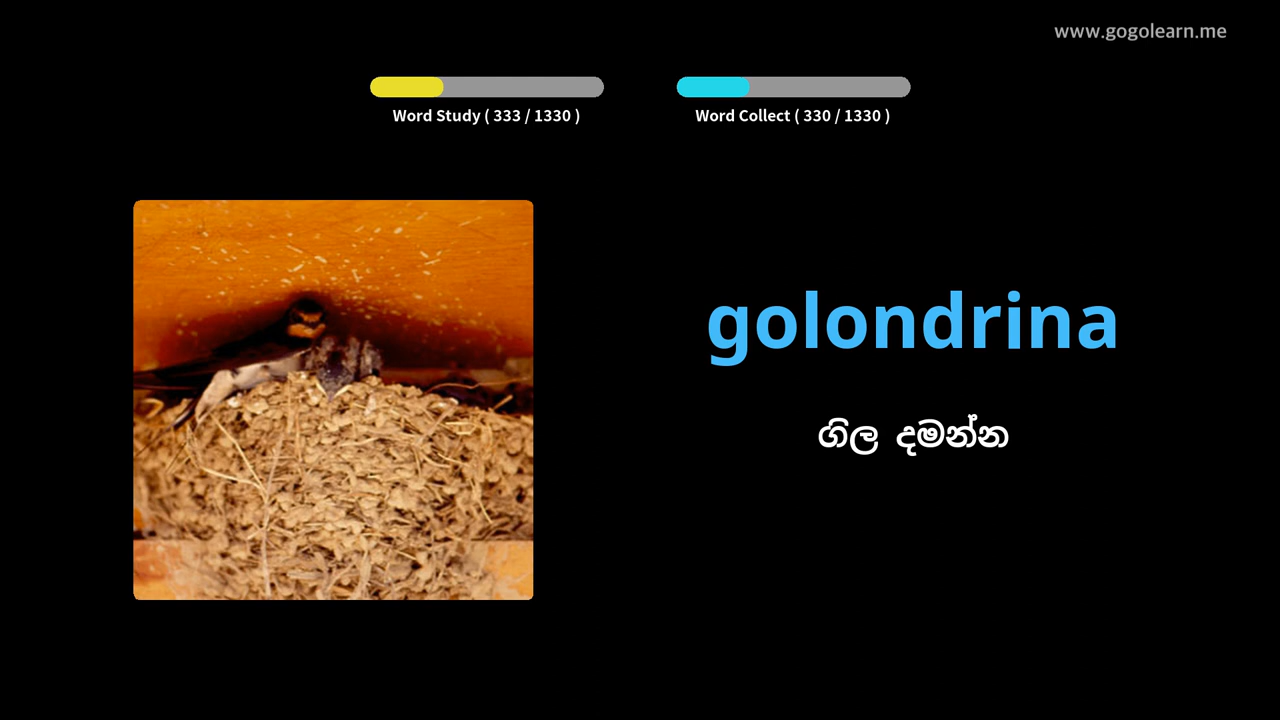 www.gogolearn.me
Word Study ( 333 / 1330 )
Word Collect ( 330 / 1330 )
golondrina
ගිල දමන්න